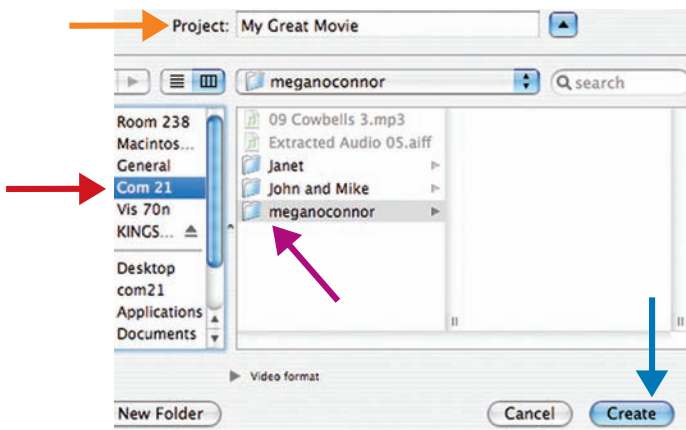 Project: My Great Movie
meganoconnor
search
Room 238
Macintos...
General
Com 21
Vis 70n
KINGS...
Desktop
com21
Applications
Documents
09 Cowbells 3.mp3
Extracted Audio 05.aiff
Janet
John and Mike
meganoconnor
Video format
New Folder
Cancel
Create